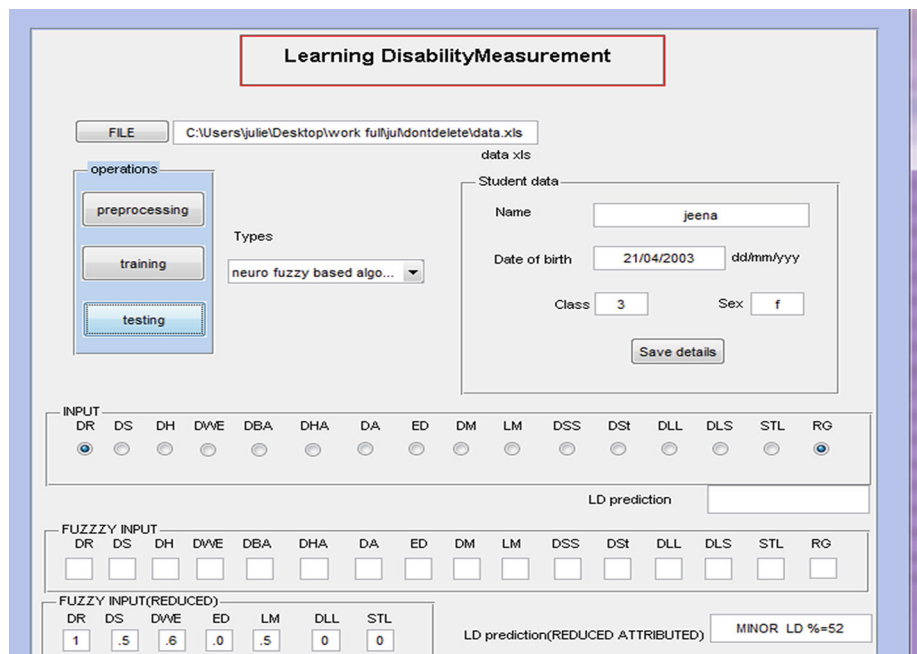 Learning DisabilityMeasurement
FILE C:\Users\julie\Desktop\work full\jul\dontdelete\data.xls
data xls
operations
preprocessing
training
testing
Types
neuro fuzzy based algo...
Student data
Name jeena
Date of birth 21/04/2003 dd/mm/yyy
Class 3 Sex f
Save details
INPUT
DR DS DH DWE DBA DHA DA ED DM LM DSS DSt DLL DLS STL RG
LD prediction
FUZZZY INPUT
DR DS DH DWE DBA DHA DA ED DM LM DSS DSt DLL DLS STL RG
FUZZY INPUT(REDUCED)
DR DS DWE ED LM DLL STL
1 .5 .6 .0 .5 0 0
LD prediction(REDUCED ATTRIBUTED) MINOR LD %=52